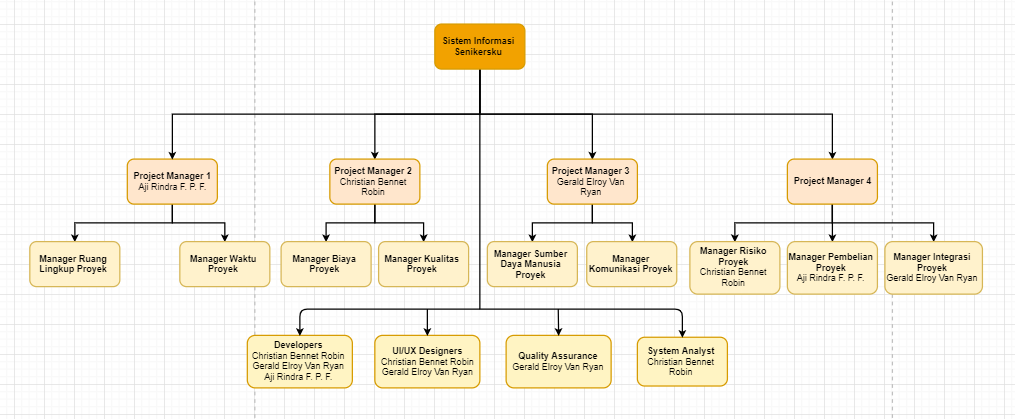 Sistem Informasi
Senikersku
Project Manager 1
Aji Rindra F. P. F.
Project Manager 2
Christian Bennet
Robin
Project Manager 3
Gerald Elroy Van
Ryan
Project Manager 4
Manager Ruang
Lingkup Proyek
Manager Waktu
Proyek
Manager Biaya
Proyek
Manager Kualitas
Proyek
Manager Sumber
Daya Manusia
Proyek
Manager
Komunikasi Proyek
Manager Risiko
Proyek
Christian Bennet
Robin
Manager Pembelian
Proyek
Aji Rindra F. P. F.
Manager Integrasi
Proyek
Gerald Elroy Van Ryan
Developers
Christian Bennet Robin
Gerald Elroy Van Ryan
Aji Rindra F. P. F.
UI/UX Designers
Christian Bennet Robin
Gerald Elroy Van Ryan
Quality Assurance
Gerald Elroy Van Ryan
System Analyst
Christian Bennet
Robin